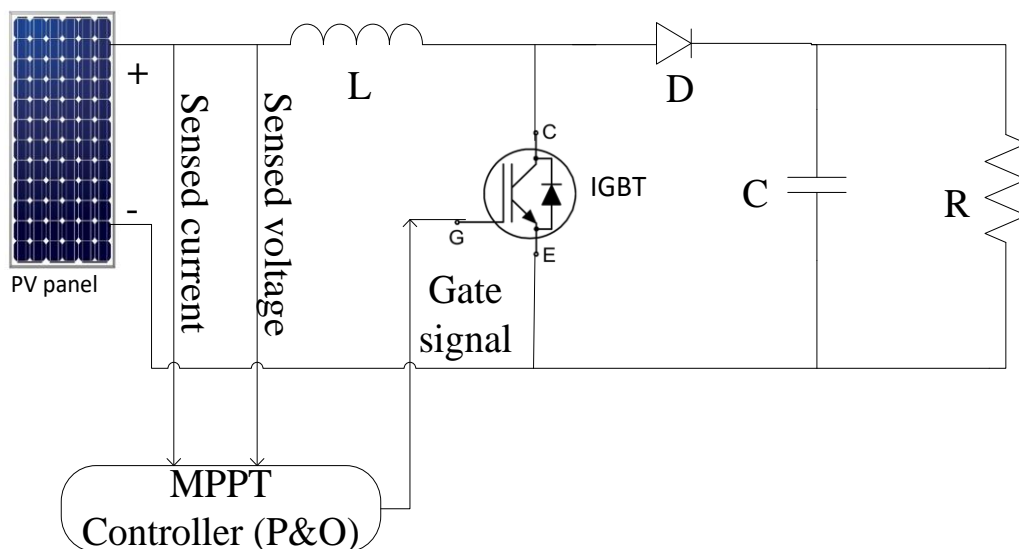 +
-
PV panel
Sensed current
Sensed voltage
L
C
G
E
IGBT
Gate
signal
D
C
R
MPPT
Controller (P&O)